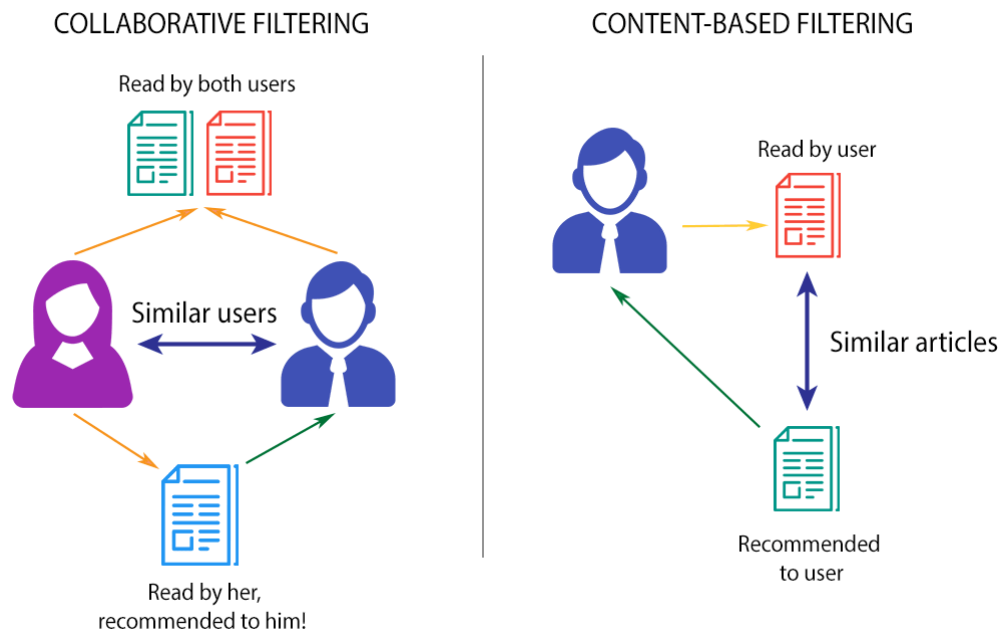 COLLABORATIVE FILTERING
Read by both users
Similar users
Read by her,
recommended to him!
CONTENT-BASED FILTERING
Read by user
Similar articles
Recommended
to user